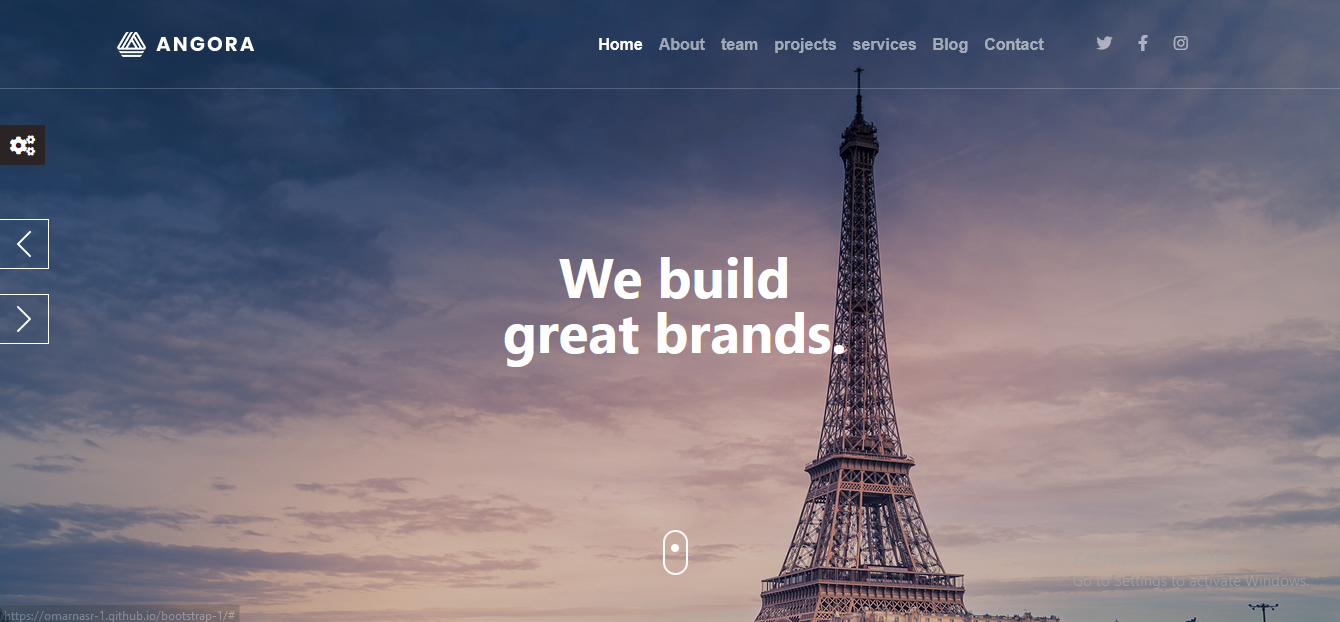 ANGORA
Home About team projects services Blog Contact
We build
great brands.
Go to Settings to activate Windows.
https://omarnasr-1.github.io/bootstrap-1/#